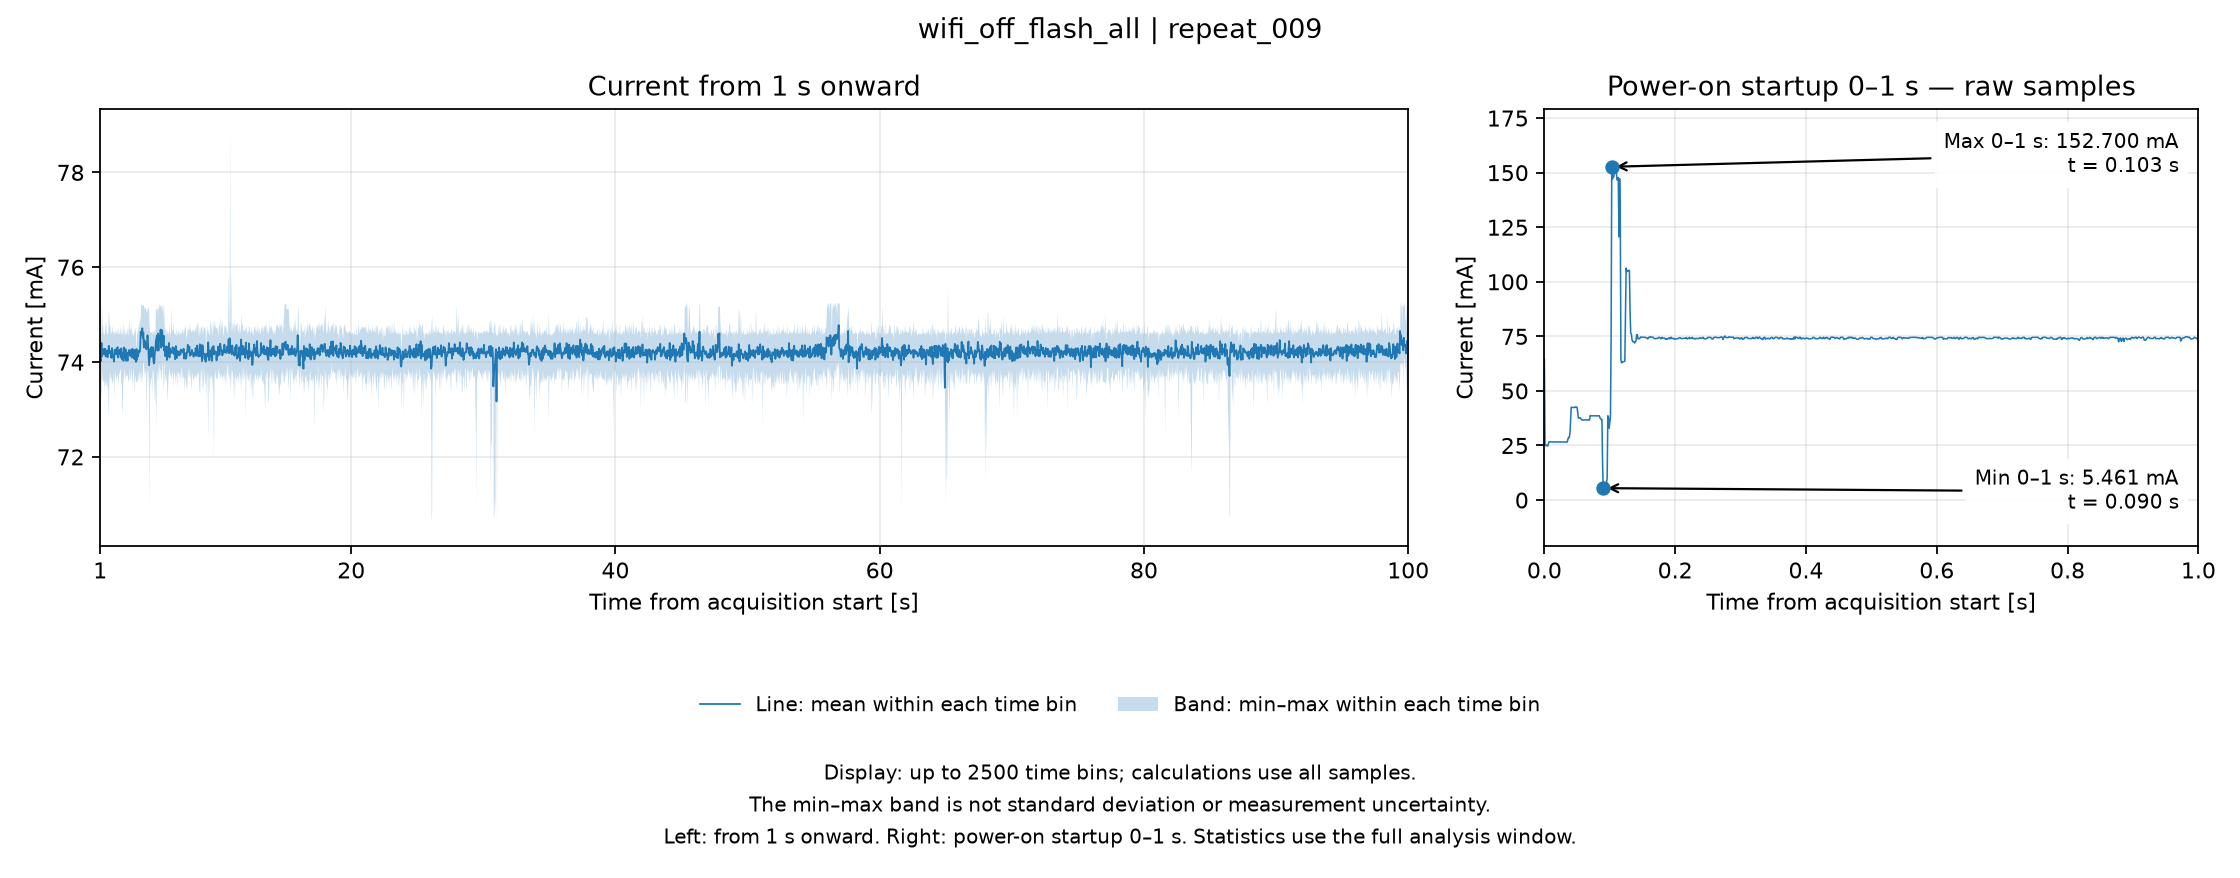 wifi_off_flash_all | repeat_009
Current from 1 s onward
Current [mA]
78
76
74
72
1
20
40
60
80
100
Time from acquisition start [s]
Power-on startup 0–1 s — raw samples
Current [mA]
175
150
125
100
75
50
25
0
Max 0–1 s: 152.700 mA
t = 0.103 s
Min 0–1 s: 5.461 mA
t = 0.090 s
0.0
0.2
0.4
0.6
0.8
1.0
Time from acquisition start [s]
Line: mean within each time bin
Band: min–max within each time bin
Display: up to 2500 time bins; calculations use all samples.
The min–max band is not standard deviation or measurement uncertainty.
Left: from 1 s onward. Right: power-on startup 0–1 s. Statistics use the full analysis window.